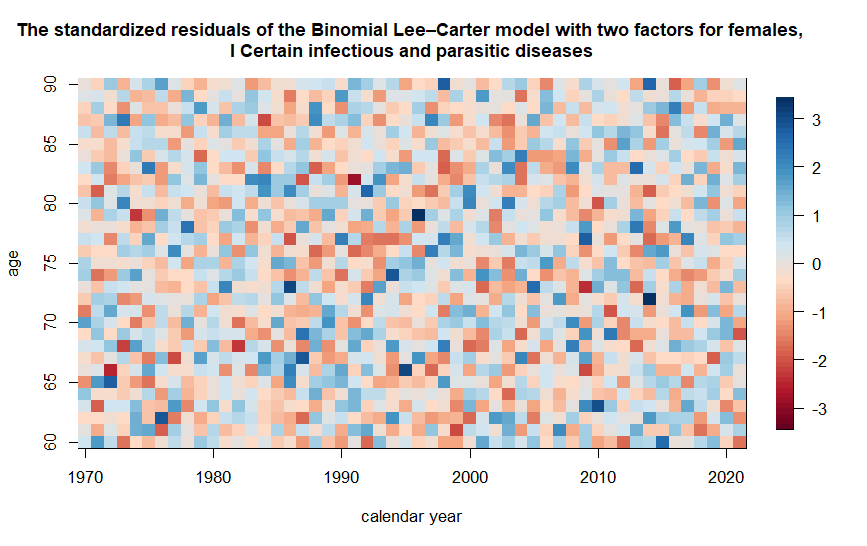 The standardized residuals of the Binomial Lee–Carter model with two factors for females,
I Certain infectious and parasitic diseases
90
85
80
75
70
65
60
age
1970 1980 1990 2000 2010 2020
calendar year
3
2
1
0
-1
-2
-3